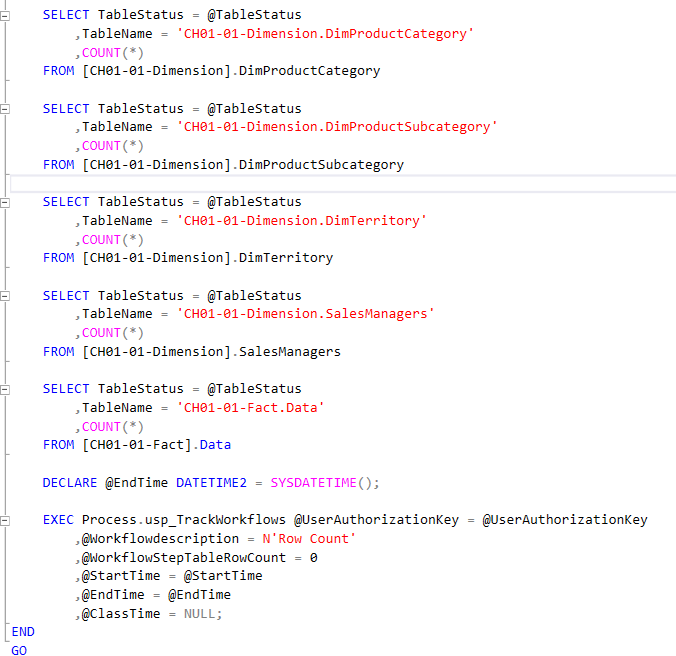 SELECT TableStatus = @TableStatus
,TableName = 'CH01-01-Dimension.DimProductCategory'
,COUNT(*)
FROM [CH01-01-Dimension].DimProductCategory
SELECT TableStatus = @TableStatus
,TableName = 'CH01-01-Dimension.DimProductSubcategory'
,COUNT(*)
FROM [CH01-01-Dimension].DimProductSubcategory
SELECT TableStatus = @TableStatus
,TableName = 'CH01-01-Dimension.DimTerritory'
,COUNT(*)
FROM [CH01-01-Dimension].DimTerritory
SELECT TableStatus = @TableStatus
,TableName = 'CH01-01-Dimension.SalesManagers'
,COUNT(*)
FROM [CH01-01-Dimension].SalesManagers
SELECT TableStatus = @TableStatus
,TableName = 'CH01-01-Fact.Data'
,COUNT(*)
FROM [CH01-01-Fact].Data
DECLARE @EndTime DATETIME2 = SYSDATETIME();
EXEC Process.usp_TrackWorkflows @UserAuthorizationKey = @UserAuthorizationKey
,@Workflowdescription = N'Row Count'
,@WorkflowStepTableRowCount = 0
,@StartTime = @StartTime
,@EndTime = @EndTime
,@ClassTime = NULL;
END
GO